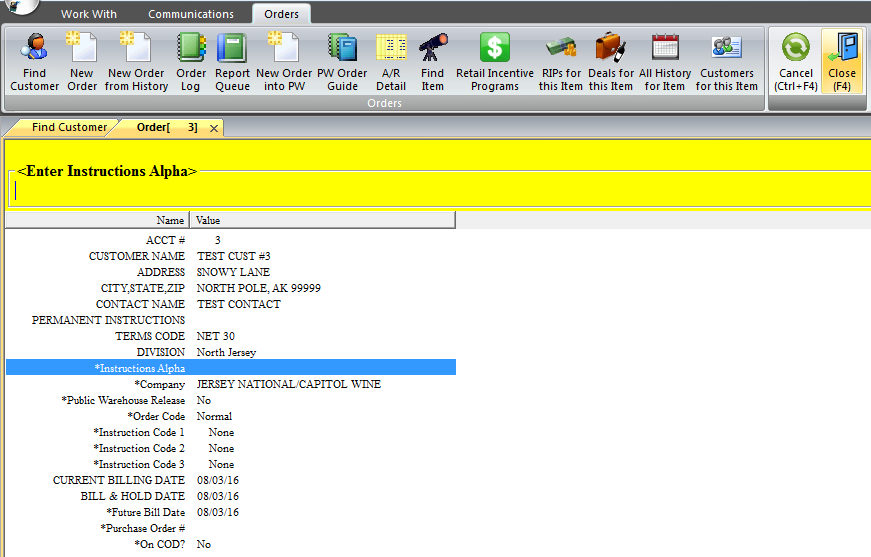 Work With Communications Orders
Find Customer New Order New Order from History Order Log Report Queue New Order into PW PW Order Guide A/R Detail Find Item Retail Incentive Programs RIPs for this Item Deals for this Item All History for Item Customers for this Item Cancel (Ctrl+F4) Close (F4)
Orders
Find Customer Order[ 3] x
<Enter Instructions Alpha>
Name Value
ACCT # 3
CUSTOMER NAME TEST CUST #3
ADDRESS SNOWY LANE
CITY,STATE,ZIP NORTH POLE, AK 99999
CONTACT NAME TEST CONTACT
PERMANENT INSTRUCTIONS
TERMS CODE NET 30
DIVISION North Jersey
*Instructions Alpha
*Company JERSEY NATIONAL/CAPITOL WINE
*Public Warehouse Release No
*Order Code Normal
*Instruction Code 1 None
*Instruction Code 2 None
*Instruction Code 3 None
CURRENT BILLING DATE 08/03/16
BILL & HOLD DATE 08/03/16
*Future Bill Date 08/03/16
*Purchase Order #
*On COD? No